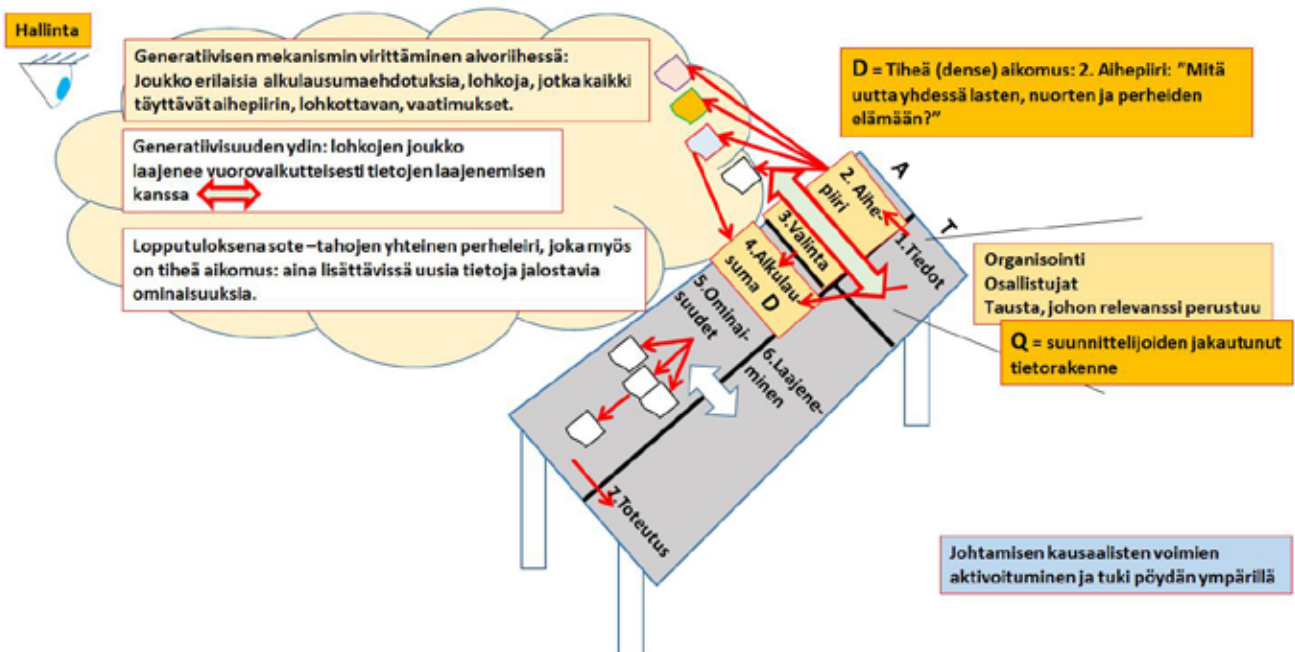 Hallinta
Generatiivisen mekanismin virittäminen aivoriihessä:
Joukko erilaisia alkulausumaehdotuksia, lohkoja, jotka kaikki
täyttävät aihepiirin, lohkottavan, vaatimukset.
Generatiivisuuden ydin: lohkojen joukko
laajenee vuorovaikutteisesti tietojen laajenemisen
kanssa
Lopputuloksena sote –tahojen yhteinen perheleiri, joka myös
on tiheä aikomus: aina lisättävissä uusia tietoja jalostavia
ominaisuuksia.
D = Tiheä (dense) aikomus: 2. Aihepiiri: ”Mitä
uutta yhdessä lasten, nuorten ja perheiden
elämään?”
A
T
1.Tiedot
2. Aihe-
piiri
3.Valinta
4.Alkulau-
suma D
5.Ominai-
suudet
6.Laajene-
minen
7.Toteutus
Organisointi
Osallistujat
Tausta, johon relevanssi perustuu
Q = suunnittelijoiden jakautunut
tietorakenne
Johtamisen kausaalisten voimien
aktivoituminen ja tuki pöydän ympärillä